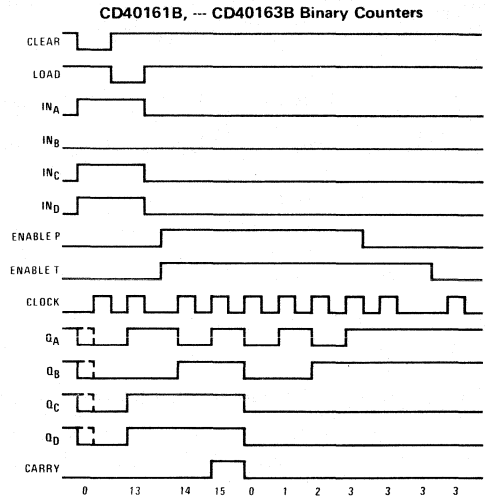 CD40161B, --- CD40163B Binary Counters
CLEAR
LOAD
INA
INB
INC
IND
ENABLE P
ENABLE T
CLOCK
QA
QB
QC
QD
CARRY
0 13 14 15 0 1 2 3 3 3 3